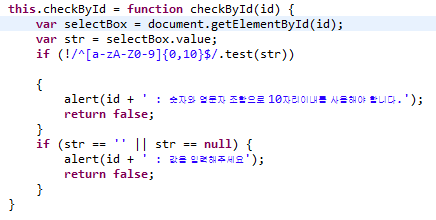 this.checkById = function checkById(id) {
var selectBox = document.getElementById(id);
var str = selectBox.value;
if (!/^[a-zA-Z0-9]{0,10}$/.test(str))
{
alert(id + ' : 숫자와 영문자 조합으로 10자리이내를 사용해야 합니다.');
return false;
}
if (str == '' || str == null) {
alert(id + ' : 값을 입력해주세요');
return false;
}
}